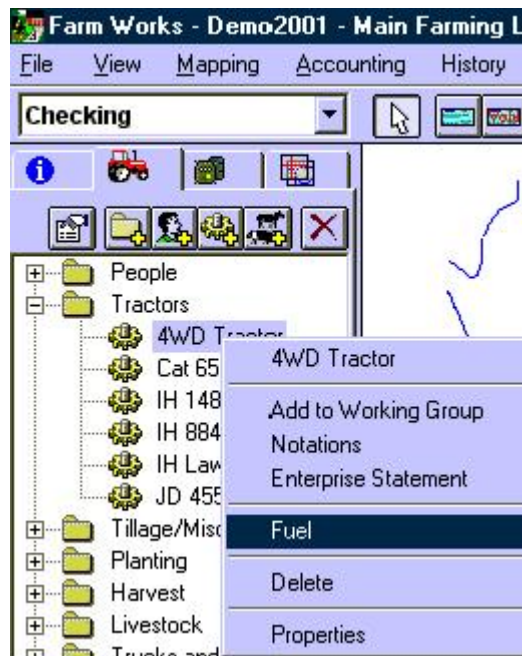 Farm Works - Demo2001 - Main Farming L
File View Mapping Accounting History
Checking
People
Tractors
4WD Tractor
Cat 65
IH 148
IH 884
IH Law
JD 455
Tillage/Misc
Planting
Harvest
Livestock
Trucks and
4WD Tractor
Add to Working Group
Notations
Enterprise Statement
Fuel
Delete
Properties